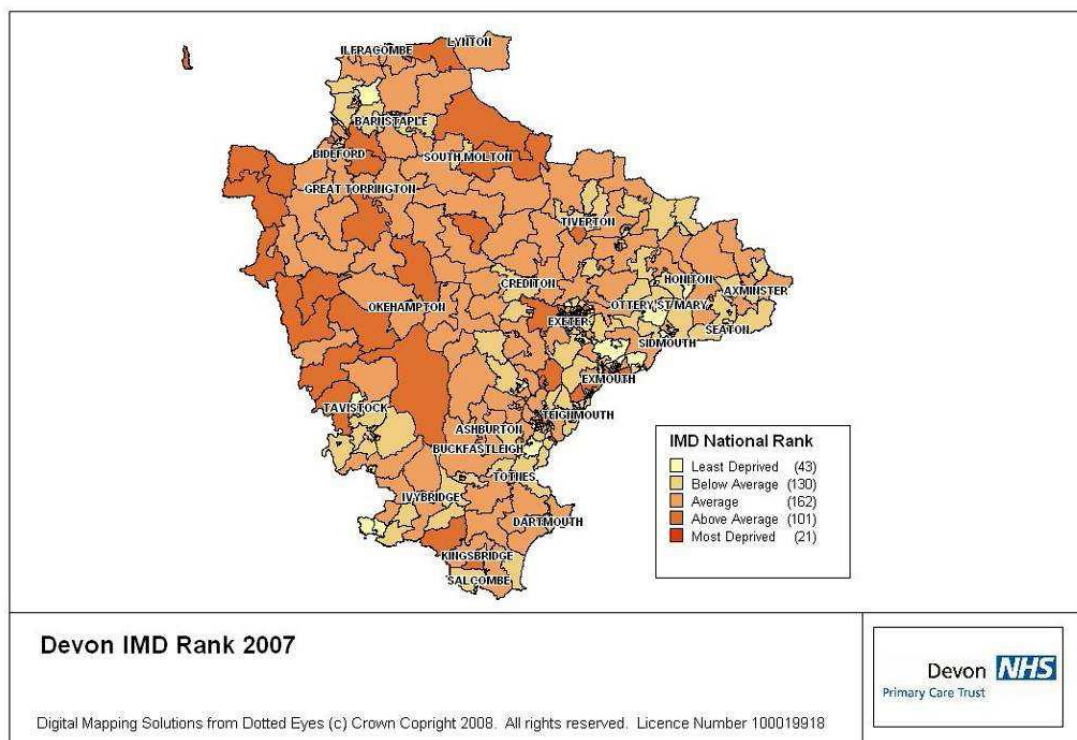 LYNTON
ILFRACOMBE
BARNSTAPLE
BIDEFORD
SOUTH MOLTON
GREAT TORRINGTON
TIVERTON
CREDITON
HONITON
AXMINSTER
OKEHAMPTON
OTTERY ST MARY
EXETER
SEATON
SIDMOUTH
EXMOUTH
TAVISTOCK
TEIGNMOUTH
ASHBURTON
BUCKFASTLEIGH
TOTNES
IVYBRIDGE
DARTMOUTH
KINGSBRIDGE
SALCOMBE
IMD National Rank
Least Deprived (43)
Below Average (130)
Average (162)
Above Average (101)
Most Deprived (21)
Devon IMD Rank 2007
Digital Mapping Solutions from Dotted Eyes (c) Crown Copright 2008. All rights reserved. Licence Number 100019918
Devon NHS
Primary Care Trust